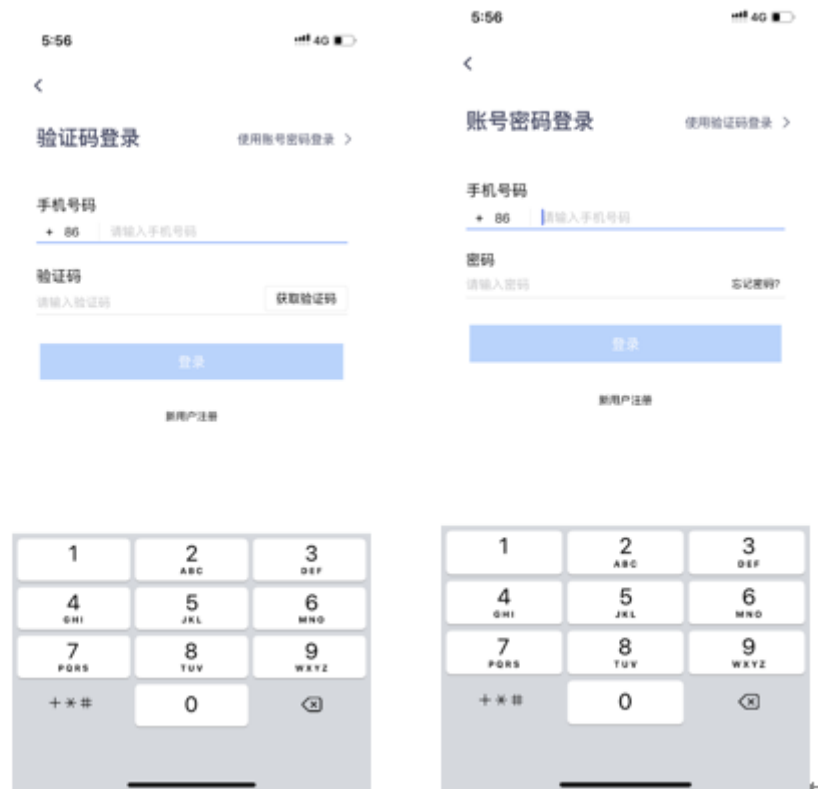 5:56
4G
验证码登录
使用账号密码登录
手机号码
+ 86 请输入手机号码
验证码
请输入验证码
获取验证码
登录
新用户注册
1
2 ABC
3 DEF
4 GHI
5 JKL
6 MNO
7 PQRS
8 TUV
9 WXYZ
+*#
0
5:56
4G
账号密码登录
使用验证码登录
手机号码
+ 86 请输入手机号码
密码
请输入密码
忘记密码?
登录
新用户注册
1
2 ABC
3 DEF
4 GHI
5 JKL
6 MNO
7 PQRS
8 TUV
9 WXYZ
+*#
0